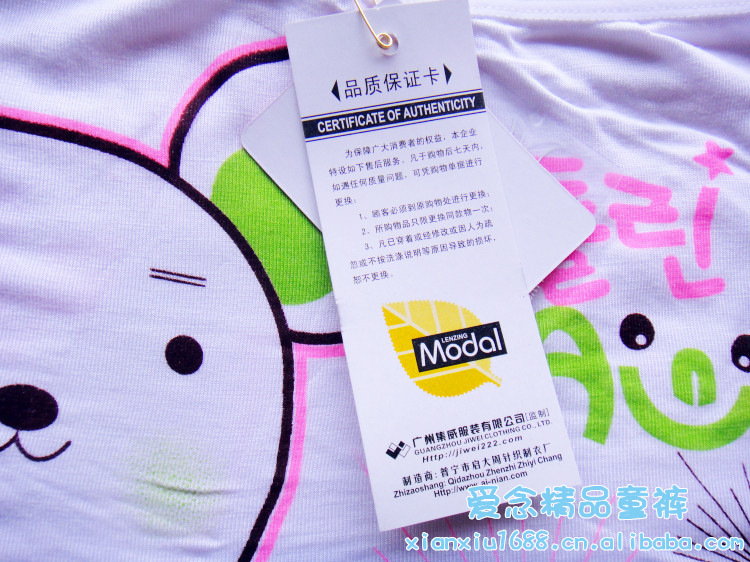 品质保证卡
CERTIFICATE OF AUTHENTICITY
为保障广大消费者的权益，本企业
特设如下售后服务，凡于购物后七天内，
如遇任何质量问题，可凭购物单据进行
更换：
1、顾客必须到原购物处进行更换；
2、所购物品只限更换同款物一次；
3、凡已穿着或经修改或因人为疏
忽或不按洗涤说明等原因导致的损坏，
恕不更换。
LENZING
Modal
广州集威服装有限公司[监制]
GUANGZHOU JIWEI CLOTHING CO.,LTD.
Http://jiwei222.com
制造商：普宁市启大周针织制衣厂
Zhizaoshang: Qidazhou Zhenzhi Zhiyi Chang
Http://www.ai-nian.com
린
爱念精品童裤
xianxiu1688.cn.alibaba.com